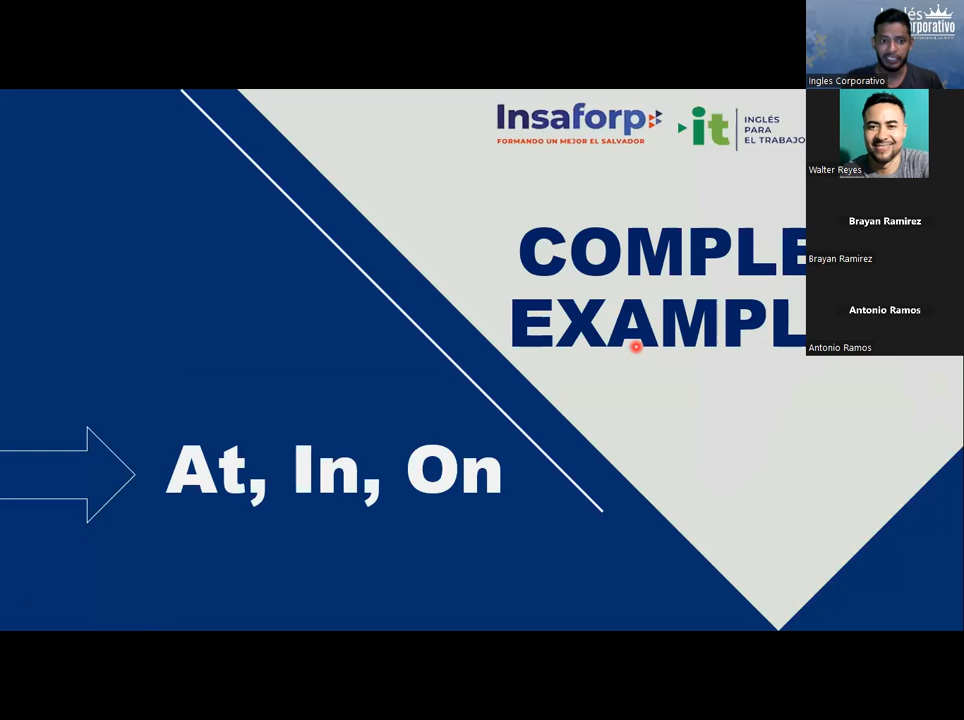 Insaforp
FORMANDO UN MEJOR EL SALVADOR
it
INGLÉS
PARA
EL TRABAJO
COMPLE
EXAMPL
At, In, On
Ingles Corporativo
Walter Reyes
Brayan Ramirez
Brayan Ramirez
Antonio Ramos
Antonio Ramos